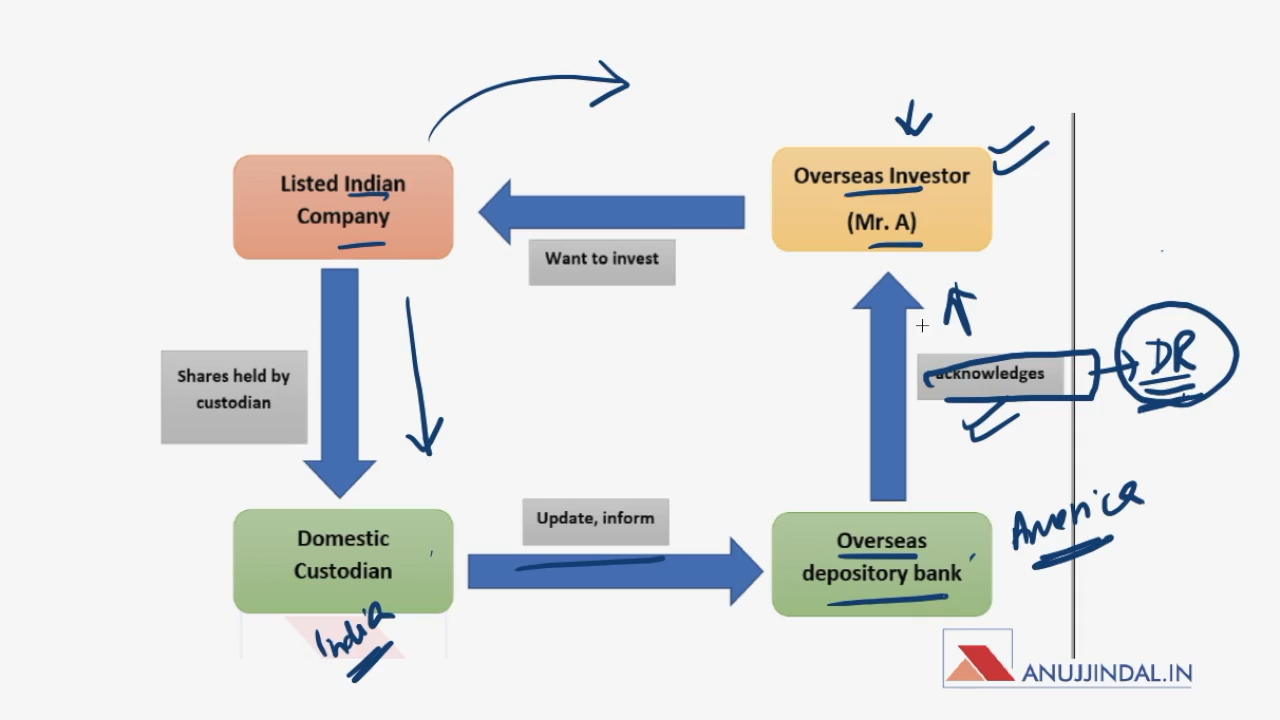 Listed Indian
Company
Overseas Investor
(Mr. A)
Want to invest
Shares held by
custodian
acknowledges
DR
Update, inform
Domestic
Custodian
Overseas
depository bank
America
India
ANUJJINDAL.IN